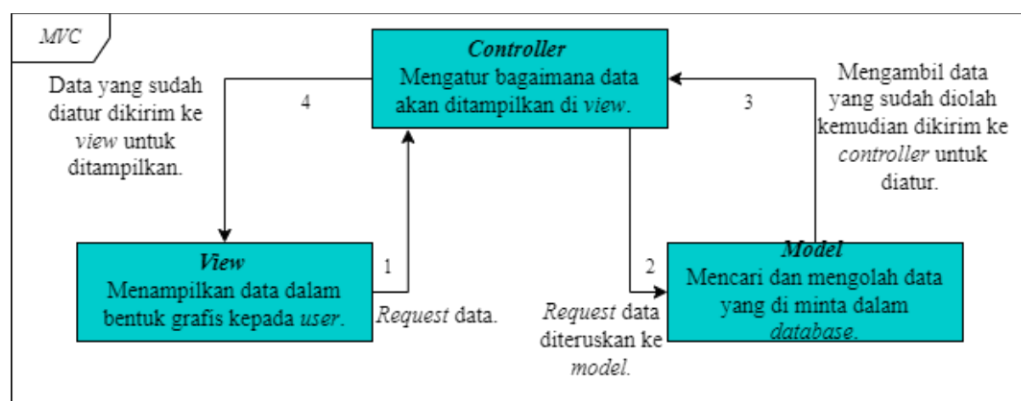 MVC
Controller
Mengatur bagaimana data
akan ditampilkan di view.
Data yang sudah
diatur dikirim ke
view untuk
ditampilkan.
4
3
Mengambil data
yang sudah diolah
kemudian dikirim ke
controller untuk
diatur.
View
Menampilkan data dalam
bentuk grafis kepada user.
1
Request data.
2
Request data
diteruskan ke
model.
Model
Mencari dan mengolah data
yang di minta dalam
database.